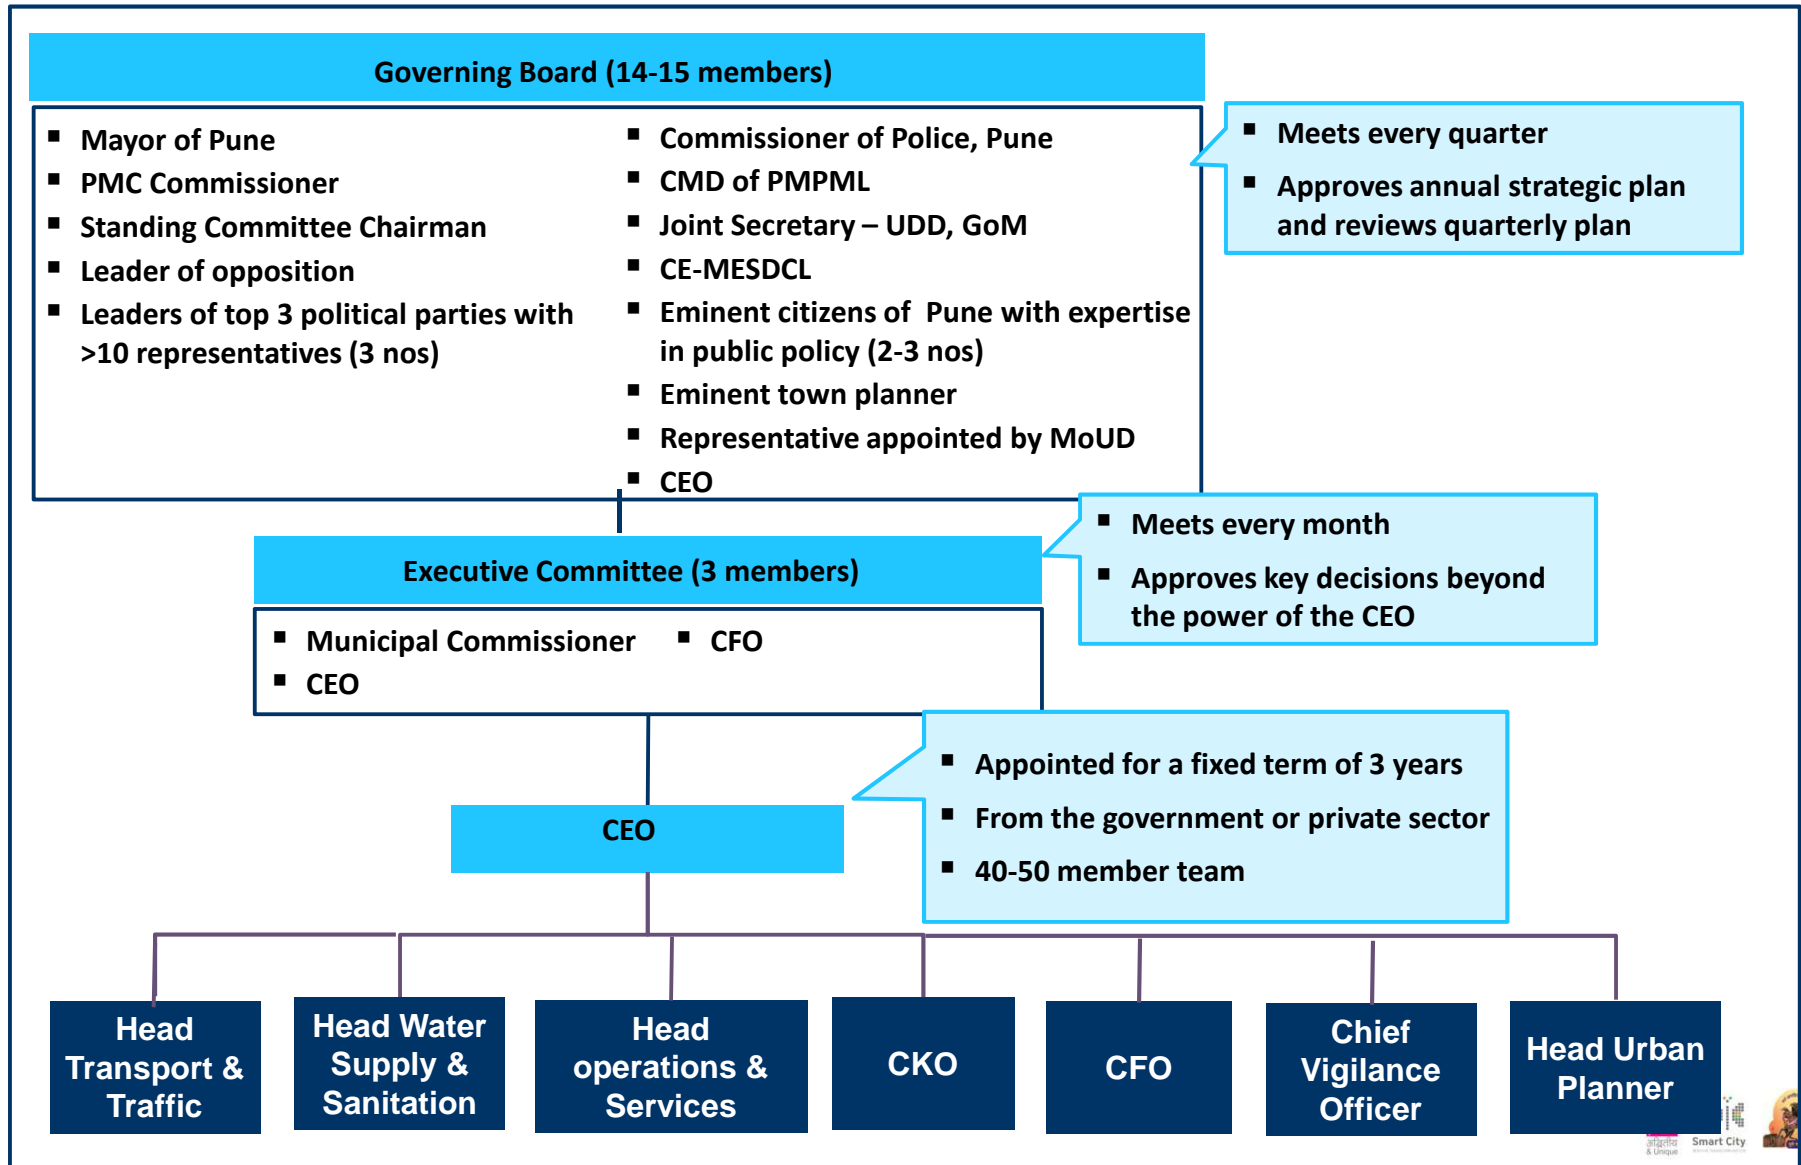 Governing Board (14-15 members)
Mayor of Pune
PMC Commissioner
Standing Committee Chairman
Leader of opposition
Leaders of top 3 political parties with
>10 representatives (3 nos)
Commissioner of Police, Pune
CMD of PMPML
Joint Secretary – UDD, GoM
CE-MESDCL
Eminent citizens of Pune with expertise
in public policy (2-3 nos)
Eminent town planner
Representative appointed by MoUD
CEO
Meets every quarter
Approves annual strategic plan
and reviews quarterly plan
Executive Committee (3 members)
Municipal Commissioner
CEO
CFO
Meets every month
Approves key decisions beyond
the power of the CEO
CEO
Appointed for a fixed term of 3 years
From the government or private sector
40-50 member team
Head
Transport &
Traffic
Head Water
Supply &
Sanitation
Head
operations &
Services
CKO
CFO
Chief
Vigilance
Officer
Head Urban
Planner
अद्वितीय
& Unique
Smart City